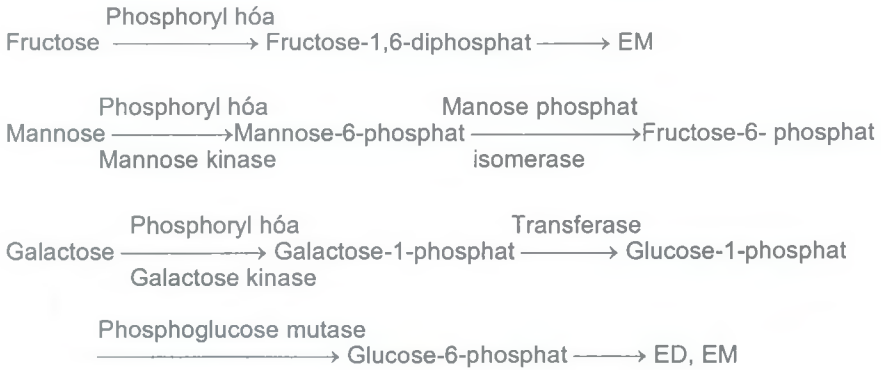 Phosphoryl hóa
Fructose → Fructose-1,6-diphosphat → EM
Phosphoryl hóa Manose phosphat
Mannose → Mannose-6-phosphat → Fructose-6- phosphat
Mannose kinase isomerase
Phosphoryl hóa Transferase
Galactose → Galactose-1-phosphat → Glucose-1-phosphat
Galactose kinase
Phosphoglucose mutase
→ Glucose-6-phosphat → ED, EM